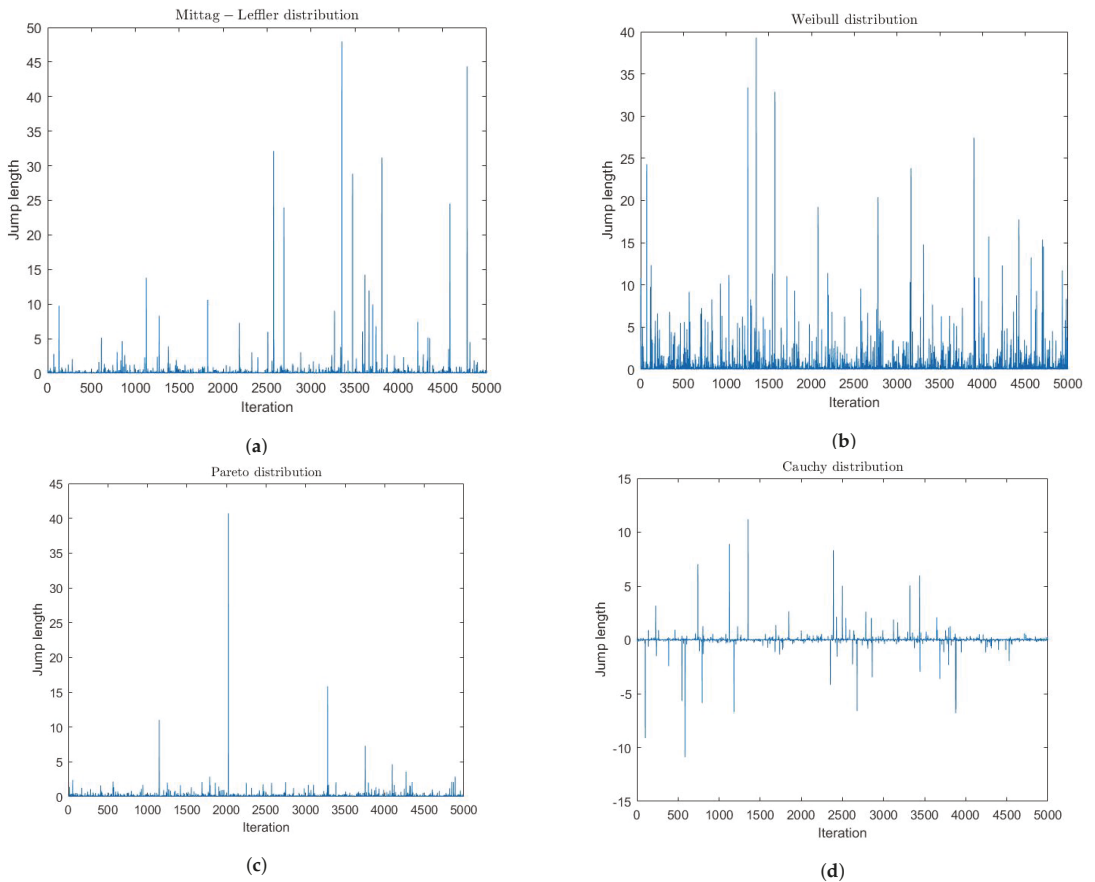 Mittag – Leffler distribution
50
45
40
35
30
25
20
15
10
5
0
Jump length
0 500 1000 1500 2000 2500 3000 3500 4000 4500 5000
Iteration
(a)
Weibull distribution
40
35
30
25
20
15
10
5
0
Jump length
0 500 1000 1500 2000 2500 3000 3500 4000 4500 5000
Iteration
(b)
Pareto distribution
45
40
35
30
25
20
15
10
5
0
Jump length
0 500 1000 1500 2000 2500 3000 3500 4000 4500 5000
Iteration
(c)
Cauchy distribution
15
10
5
0
-5
-10
-15
Jump length
0 500 1000 1500 2000 2500 3000 3500 4000 4500 5000
Iteration
(d)